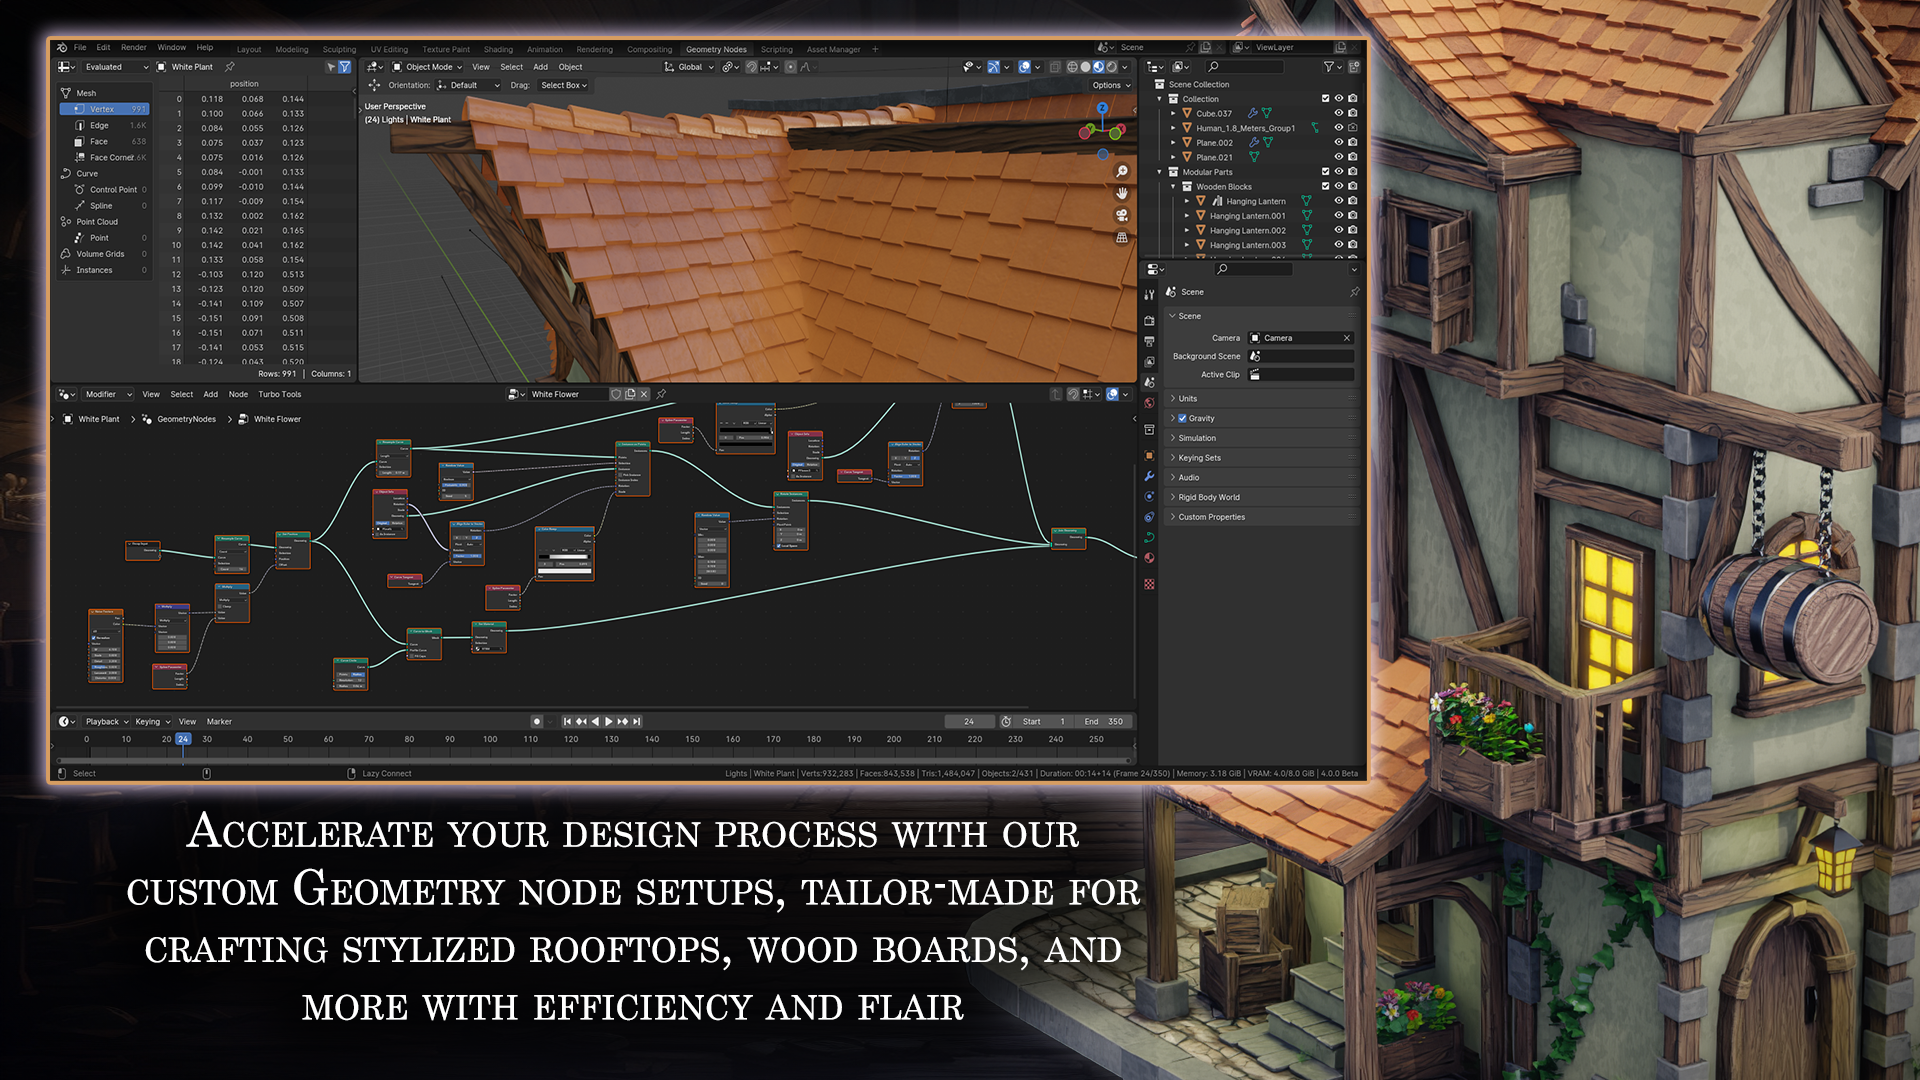 File Edit Render Window Help
Layout Modeling Sculpting UV Editing Texture Paint Shading Animation Rendering Compositing Geometry Nodes Scripting Asset Manager +
Scene ViewLayer
Evaluated White Plant
Object Mode View Select Add Object Global
Orientation: Default Drag: Select Box Options
position
Mesh
Vertex 991
Edge 1.6K
Face 638
Face Corner
Curve
Control Point 0
Spline 0
Point Cloud
Point 0
Volume Grids 0
Instances 0
0 0.118 0.068 0.144
1 0.100 0.066 0.133
2 0.084 0.055 0.126
3 0.075 0.037 0.123
4 0.075 0.016 0.126
5 0.084 -0.001 0.133
6 0.099 -0.010 0.144
7 0.117 -0.009 0.154
8 0.132 0.002 0.162
9 0.142 0.021 0.165
10 0.142 0.041 0.162
11 0.133 0.058 0.154
12 -0.103 0.120 0.513
13 -0.123 0.120 0.509
14 -0.141 0.109 0.507
15 -0.151 0.091 0.508
16 -0.151 0.071 0.511
17 -0.141 0.053 0.515
18 -0.124 0.043 0.520
Rows: 991 | Columns: 1
User Perspective
(24) Lights | White Plant
Z
Scene Collection
Collection
Cube.037
Human_1.8_Meters_Group1
Plane.002
Plane.021
Modular Parts
Wooden Blocks
Hanging Lantern
Hanging Lantern.001
Hanging Lantern.002
Hanging Lantern.003
Scene
Scene
Camera Camera
Background Scene
Active Clip
Units
Gravity
Simulation
Keying Sets
Audio
Rigid Body World
Custom Properties
Modifier View Select Add Node Turbo Tools White Flower
White Plant GeometryNodes White Flower
Playback Keying View Marker 24 Start 1 End 350
0 10 20 24 30 40 50 60 70 80 90 100 110 120 130 140 150 160 170 180 190 200 210 220 230 240 250
Select Lazy Connect Lights | White Plant | Verts:932,283 | Faces:843,538 | Tris:1,484,047 | Objects:2/431 | Duration: 00:14+14 (Frame 24/350) | Memory: 3.18 GiB | VRAM: 4.0/8.0 GiB | 4.0.0 Beta
Accelerate your design process with our
custom Geometry node setups, tailor-made for
crafting stylized rooftops, wood boards, and
more with efficiency and flair